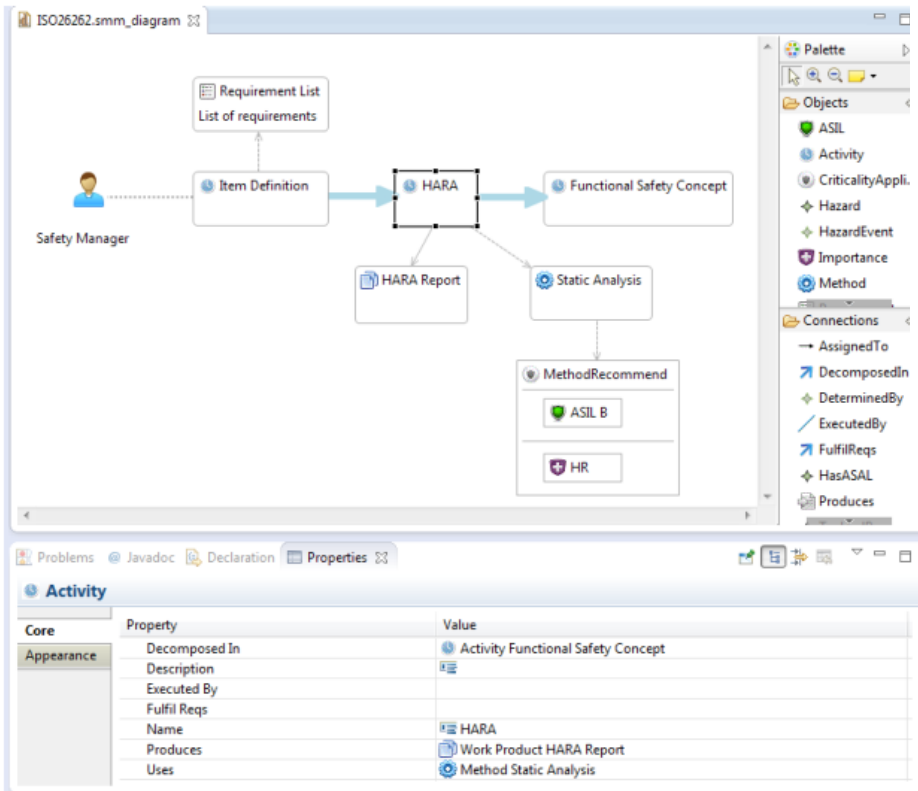 ISO26262.smm_diagram
Requirement List
List of requirements
Item Definition
HARA
Functional Safety Concept
Safety Manager
HARA Report
Static Analysis
MethodRecommend
ASIL B
HR
Palette
Objects
ASIL
Activity
CriticalityAppli.
Hazard
HazardEvent
Importance
Method
Connections
AssignedTo
DecomposedIn
DeterminedBy
ExecutedBy
FulfilReqs
HasASAL
Produces
Problems @ Javadoc Declaration Properties
Activity
Core
Appearance
Property Value
Decomposed In Activity Functional Safety Concept
Description
Executed By
Fulfil Reqs
Name HARA
Produces Work Product HARA Report
Uses Method Static Analysis